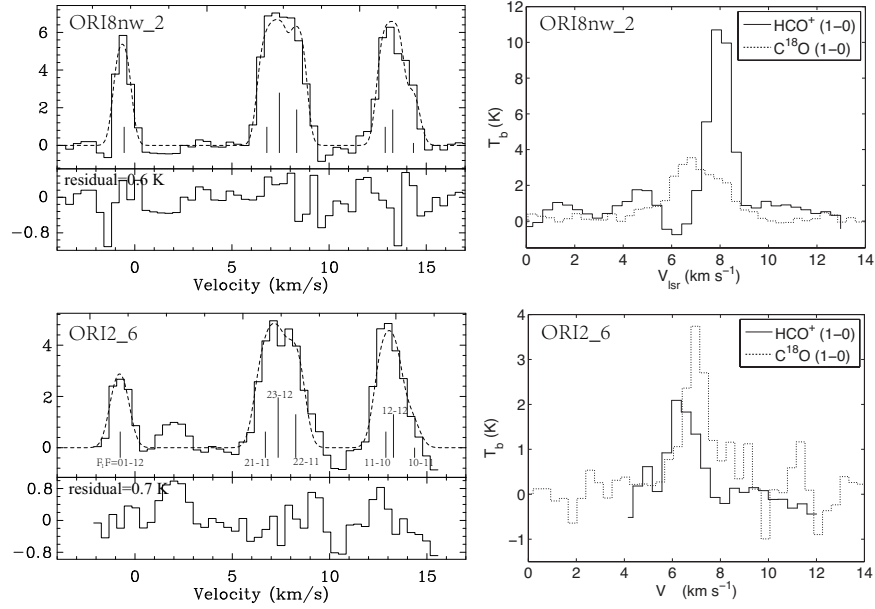 ORI8nw_2
6
4
2
0
residual=0.6 K
0
−0.8
0 5 10 15
Velocity (km/s)
ORI8nw_2
HCO+ (1−0)
C18O (1−0)
12
10
8
6
4
2
0
Tb (K)
0 2 4 6 8 10 12 14
Vlsr (km s−1)
ORI2_6
4
2
0
23−12
12−12
F1F=01−12
21−11
22−11
11−10
10−11
residual=0.7 K
0.8
0
−0.8
0 5 10 15
Velocity (km/s)
ORI2_6
HCO+ (1−0)
C18O (1−0)
4
3
2
1
0
−1
Tb (K)
0 2 4 6 8 10 12 14
V (km s−1)